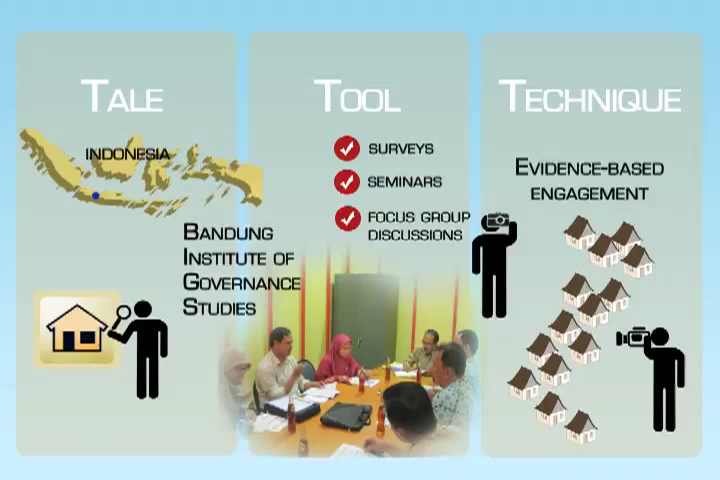 TALE
INDONESIA
BANDUNG
INSTITUTE OF
GOVERNANCE
STUDIES
TOOL
SURVEYS
SEMINARS
FOCUS GROUP
DISCUSSIONS
TECHNIQUE
EVIDENCE-BASED
ENGAGEMENT